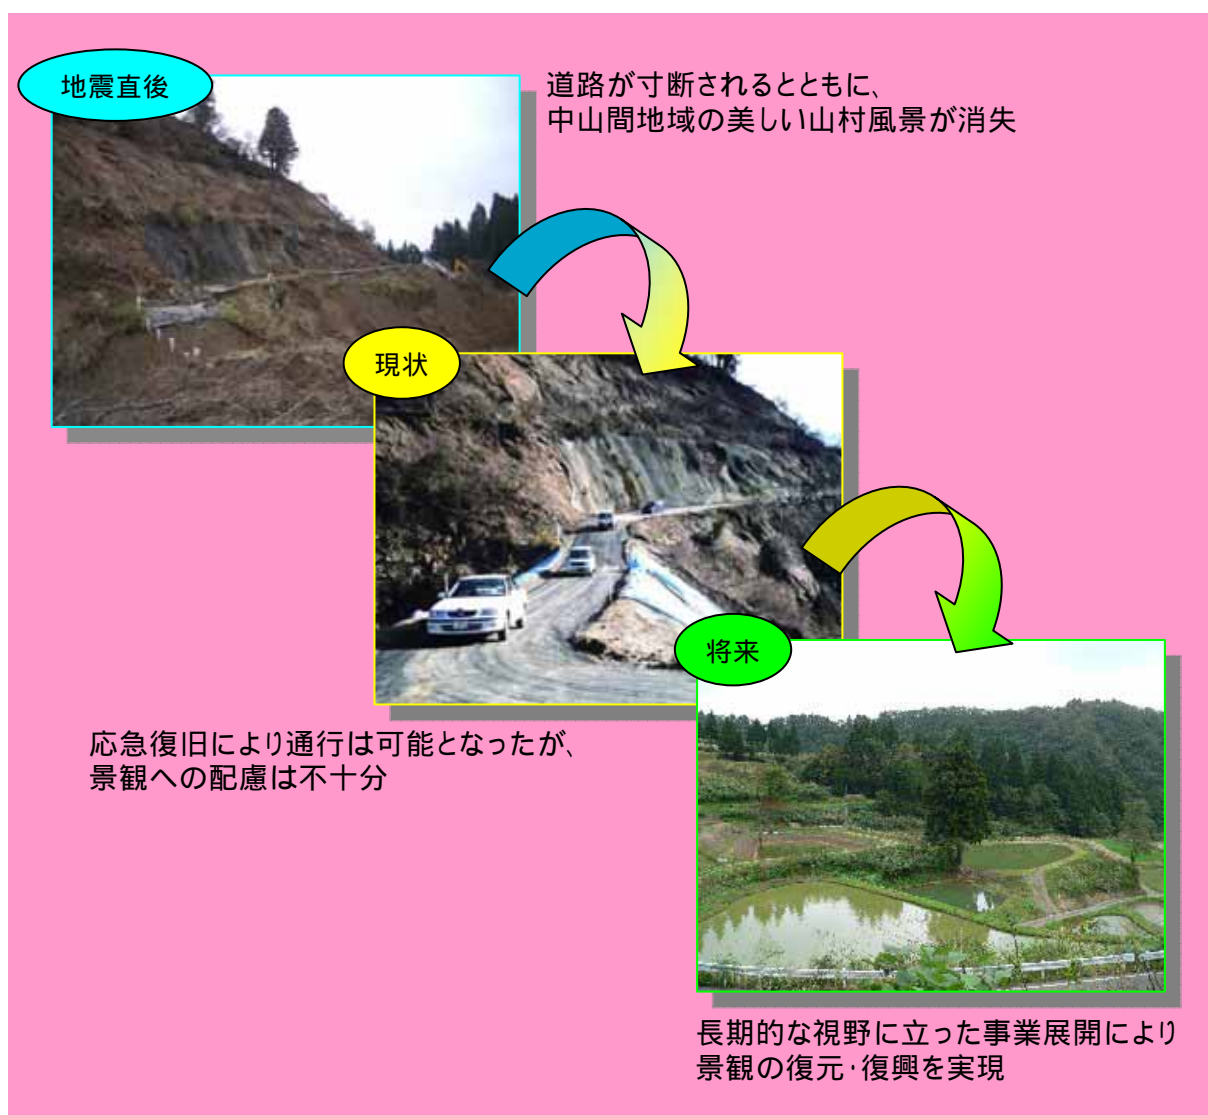 地震直後
道路が寸断されるとともに、
中山間地域の美しい山村風景が消失
現状
応急復旧により通行は可能となったが、
景観への配慮は不十分
将来
長期的な視野に立った事業展開により
景観の復元・復興を実現